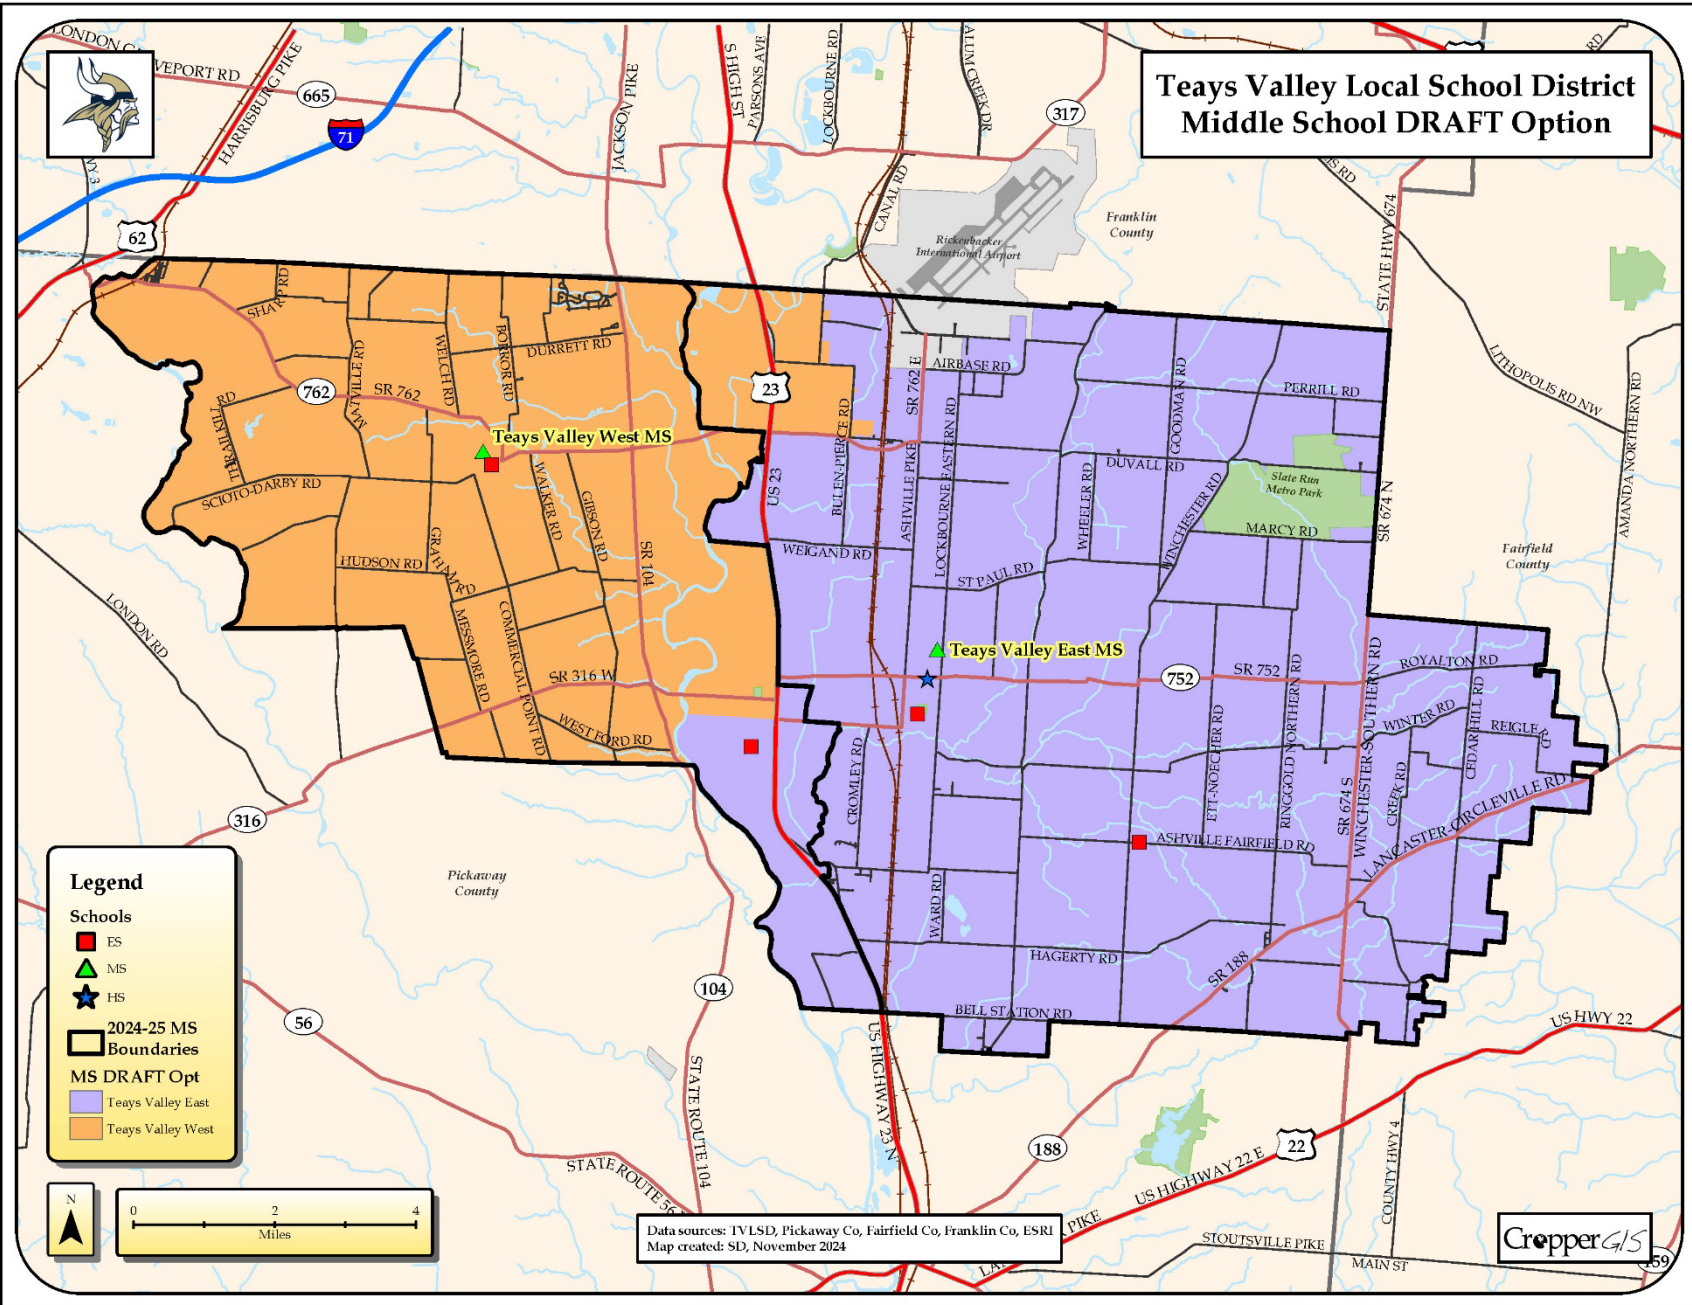 Teays Valley Local School District
Middle School DRAFT Option
VEPORT RD
665
HARRISBURG PIKE
71
JACKSON PIKE
S HIGH ST
PARSONS AVE
LOCKBOURNE RD
ALUM CREEK DR
317
CANAL RD
Rickenbacker
International Airport
Franklin
County
STATE HWY 674
RD
62
SHARP RD
MATVILLE RD
WELCH RD
BORROR RD
DURRETT RD
762
SR 762
23
AIRBASE RD
SR 762 E
GOODMAN RD
PERRILL RD
LITHOPOLIS RD NW
AMANDA NORTHERN RD
THRAILKILL
RD
Teays Valley West MS
SCIOTO-DARBY RD
WALKER RD
GIBSON RD
US 23
BULEN-PIERCE RD
ASHVILLE PIKE
LOCKBOURNE EASTERN RD
DUVALL RD
WHEELER RD
WINCHESTER RD
Slate Run
Metro Park
MARCY RD
SR 674 N
HUDSON RD
GRAHAM RD
SR 104
WEIGAND RD
ST PAUL RD
Fairfield
County
LONDON RD
MESSMORE RD
COMMERCIAL POINT RD
SR 316 W
WEST FORD RD
Teays Valley East MS
752
SR 752
ROYALTON RD
WINTER RD
REIGLE RD
CEDAR HILL RD
CREEK RD
CROMLEY RD
ETT-NOECHER RD
RINGGOLD NORTHERN RD
SR 674 S
WINCHESTER-SOUTHERN RD
LANCASTER-CIRCLEVILLE RD
ASHVILLE FAIRFIELD RD
316
Pickaway
County
WARD RD
HAGERTY RD
SR 188
BELL STATION RD
104
56
STATE ROUTE 104
STATE ROUTE 56
US HIGHWAY 23 N
188
US HIGHWAY 22 E
22
US HWY 22
COUNTY HWY 4
PIKE
STOUTSVILLE PIKE
MAIN ST
159
Legend
Schools
ES
MS
HS
2024-25 MS
Boundaries
MS DRAFT Opt
Teays Valley East
Teays Valley West
N
0 2 4
Miles
Data sources: TVLSD, Pickaway Co, Fairfield Co, Franklin Co, ESRI
Map created: SD, November 2024
Cropper GIS